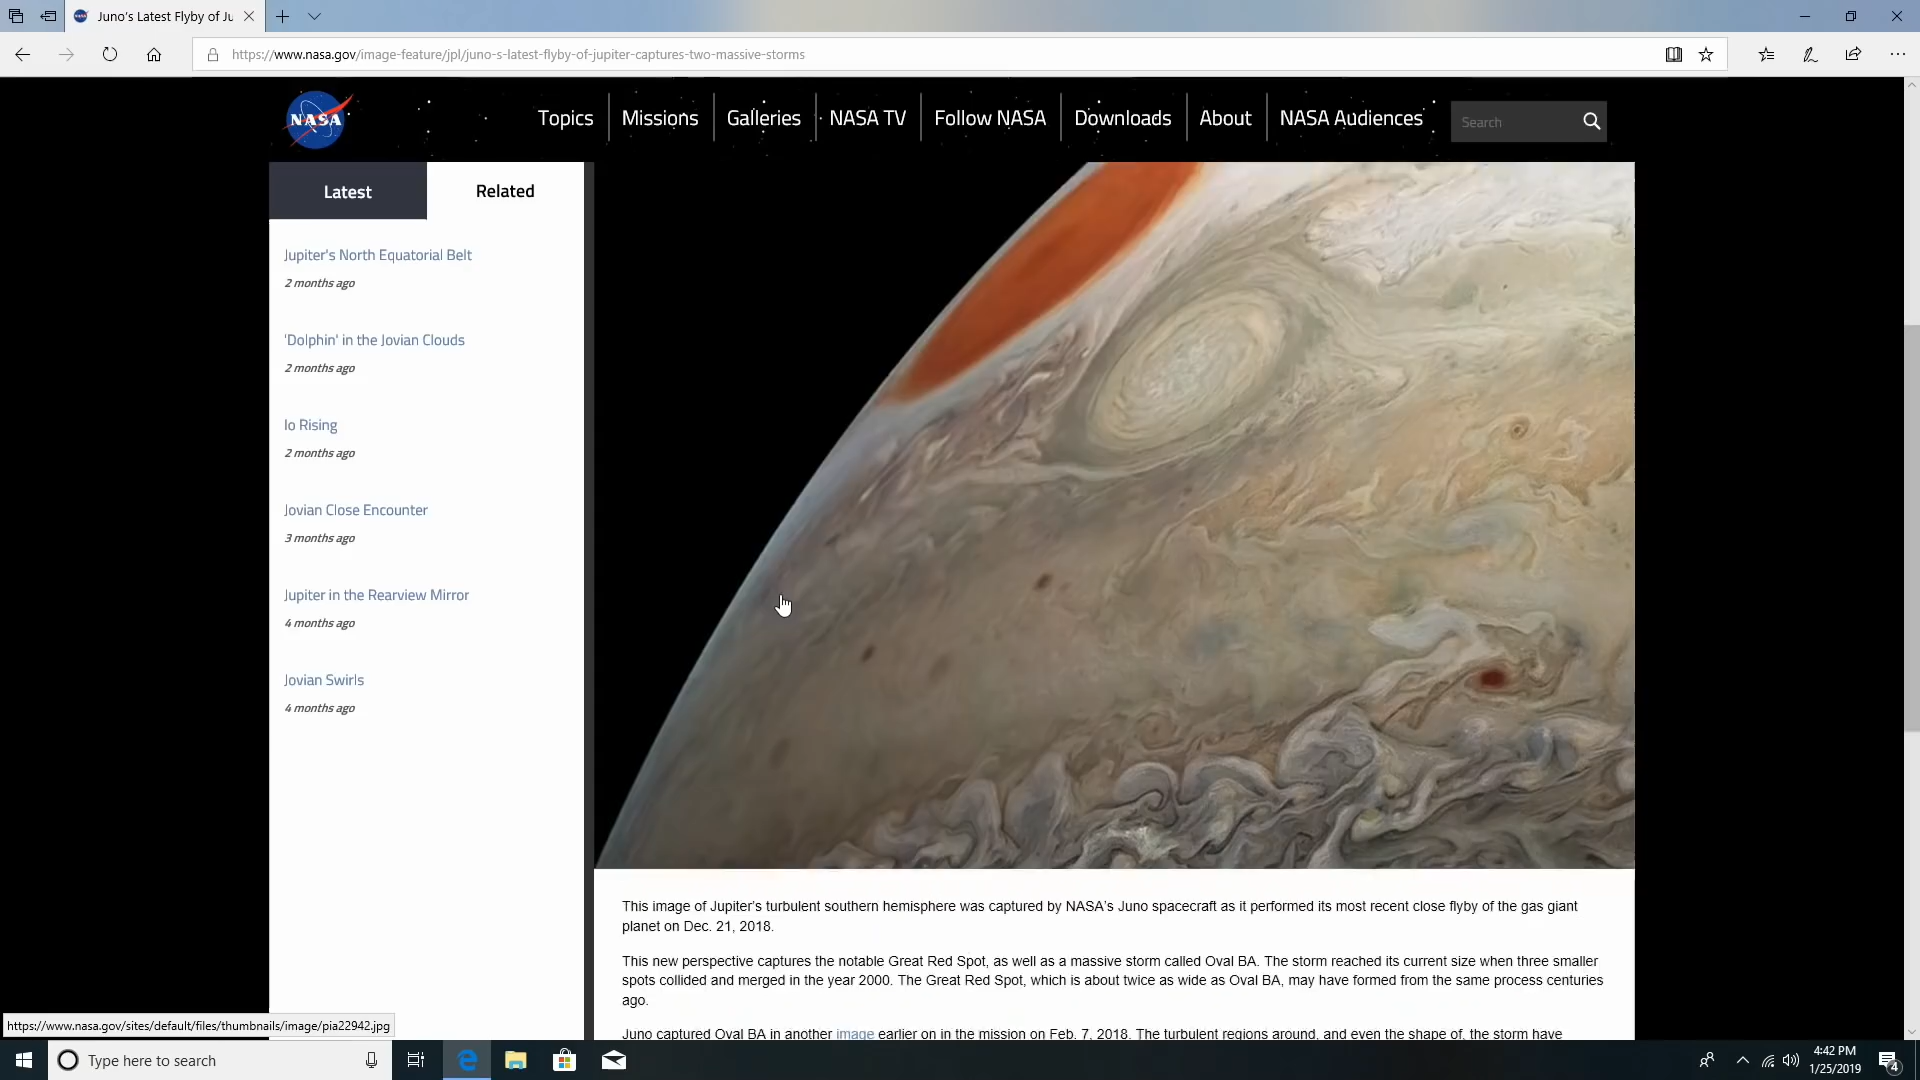 Juno's Latest Flyby of Ju
https://www.nasa.gov/image-feature/jpl/juno-s-latest-flyby-of-jupiter-captures-two-massive-storms
NASA
Topics
Missions
Galleries
NASA TV
Follow NASA
Downloads
About
NASA Audiences
Search
Latest
Related
Jupiter's North Equatorial Belt
2 months ago
'Dolphin' in the Jovian Clouds
2 months ago
Io Rising
2 months ago
Jovian Close Encounter
3 months ago
Jupiter in the Rearview Mirror
4 months ago
Jovian Swirls
4 months ago
This image of Jupiter's turbulent southern hemisphere was captured by NASA's Juno spacecraft as it performed its most recent close flyby of the gas giant
planet on Dec. 21, 2018.
This new perspective captures the notable Great Red Spot, as well as a massive storm called Oval BA. The storm reached its current size when three smaller
spots collided and merged in the year 2000. The Great Red Spot, which is about twice as wide as Oval BA, may have formed from the same process centuries
ago.
Juno captured Oval BA in another image earlier on in the mission on Feb. 7, 2018. The turbulent regions around, and even the shape of, the storm have
https://www.nasa.gov/sites/default/files/thumbnails/image/pia22942.jpg
Type here to search
4:42 PM
1/25/2019
4